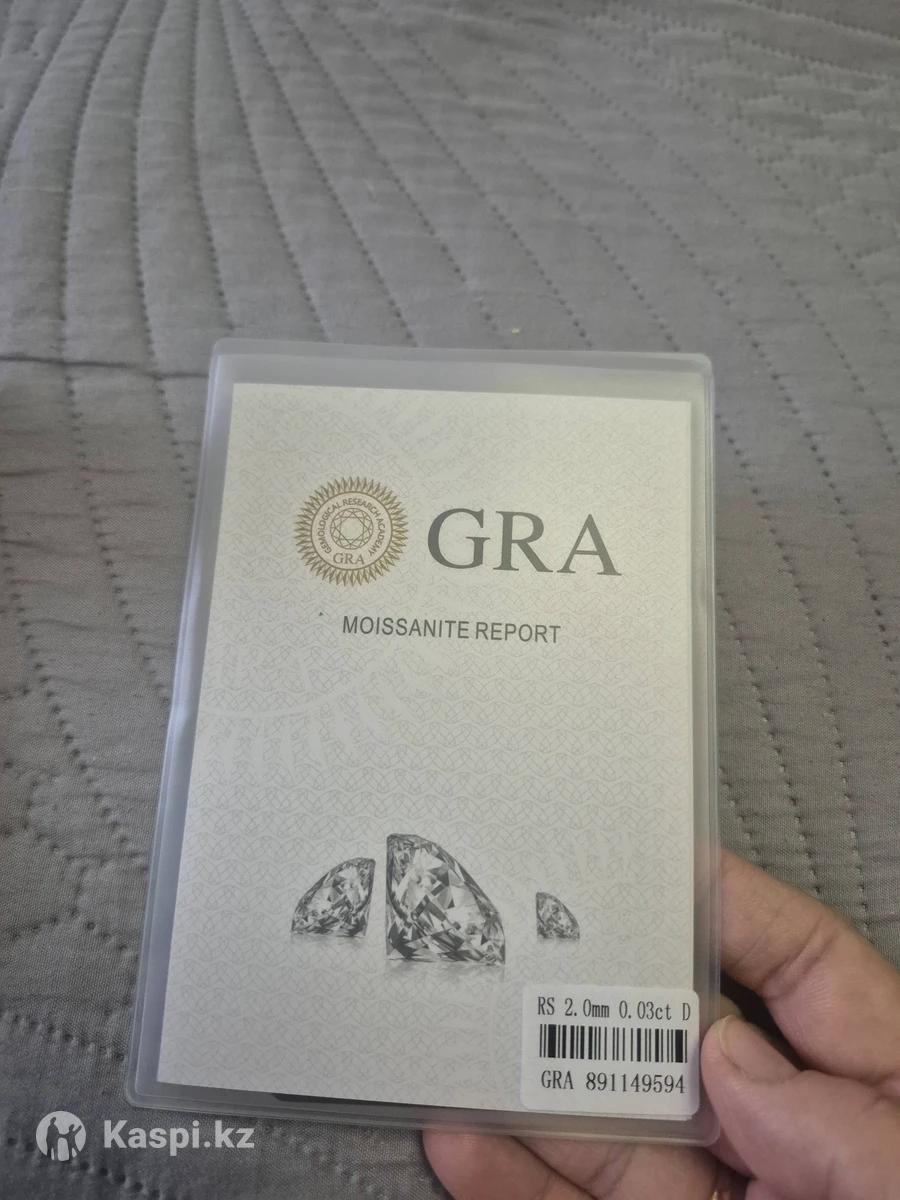 GEMOLOGICAL RESEARCH ACADEMY
GRA
GRA
MOISSANITE REPORT
RS 2.0mm 0.03ct D
GRA 891149594
Kaspi.kz